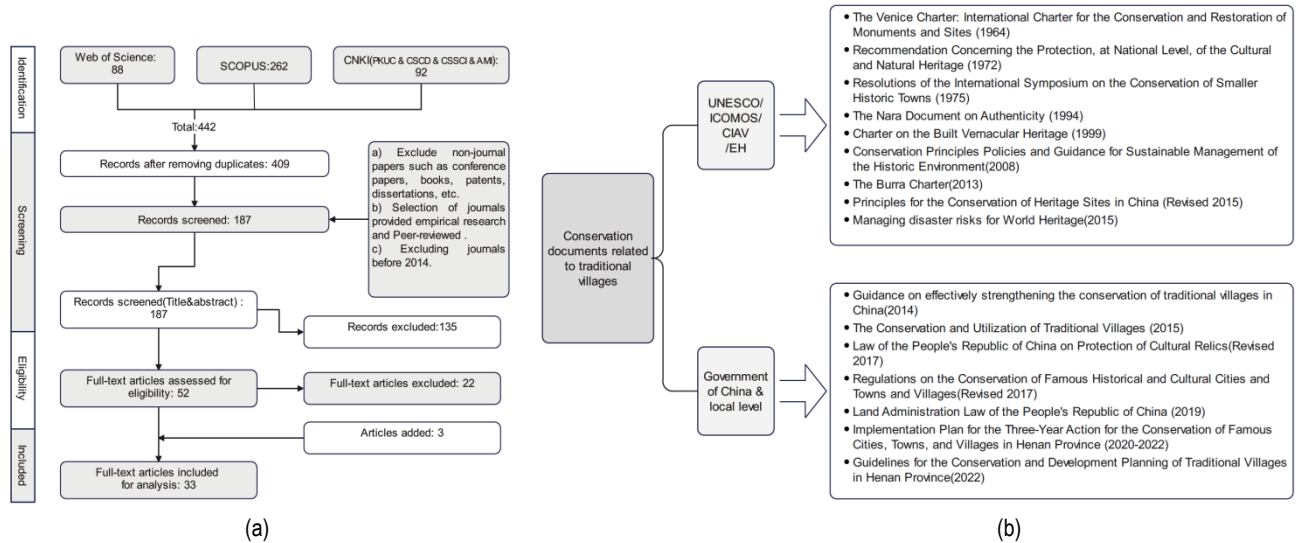 Identification
Web of Science:
88
SCOPUS:262
CNKI(PKUC & CSCD & CSSCI & AMI):
92
Total:442
Screening
Records after removing duplicates: 409
a) Exclude non-journal
papers such as conference
papers, books, patents,
dissertations, etc.
b) Selection of journals
provided empirical research
and Peer-reviewed .
c) Excluding journals
before 2014.
Records screened: 187
Records screened(Title&abstract) :
187
Records excluded:135
Eligibility
Full-text articles assessed for
eligibility: 52
Full-text articles excluded: 22
Articles added: 3
Included
Full-text articles included
for analysis: 33
(a)
Conservation
documents related
to traditional
villages
UNESCO/
ICOMOS/
CIAV
/EH
• The Venice Charter: International Charter for the Conservation and Restoration of
Monuments and Sites (1964)
• Recommendation Concerning the Protection, at National Level, of the Cultural
and Natural Heritage (1972)
• Resolutions of the International Symposium on the Conservation of Smaller
Historic Towns (1975)
• The Nara Document on Authenticity (1994)
• Charter on the Built Vernacular Heritage (1999)
• Conservation Principles Policies and Guidance for Sustainable Management of
the Historic Environment(2008)
• The Burra Charter(2013)
• Principles for the Conservation of Heritage Sites in China (Revised 2015)
• Managing disaster risks for World Heritage(2015)
Government
of China &
local level
• Guidance on effectively strengthening the conservation of traditional villages in
China(2014)
• The Conservation and Utilization of Traditional Villages (2015)
• Law of the People's Republic of China on Protection of Cultural Relics(Revised
2017)
• Regulations on the Conservation of Famous Historical and Cultural Cities and
Towns and Villages(Revised 2017)
• Land Administration Law of the People's Republic of China (2019)
• Implementation Plan for the Three-Year Action for the Conservation of Famous
Cities, Towns, and Villages in Henan Province (2020-2022)
• Guidelines for the Conservation and Development Planning of Traditional Villages
in Henan Province(2022)
(b)